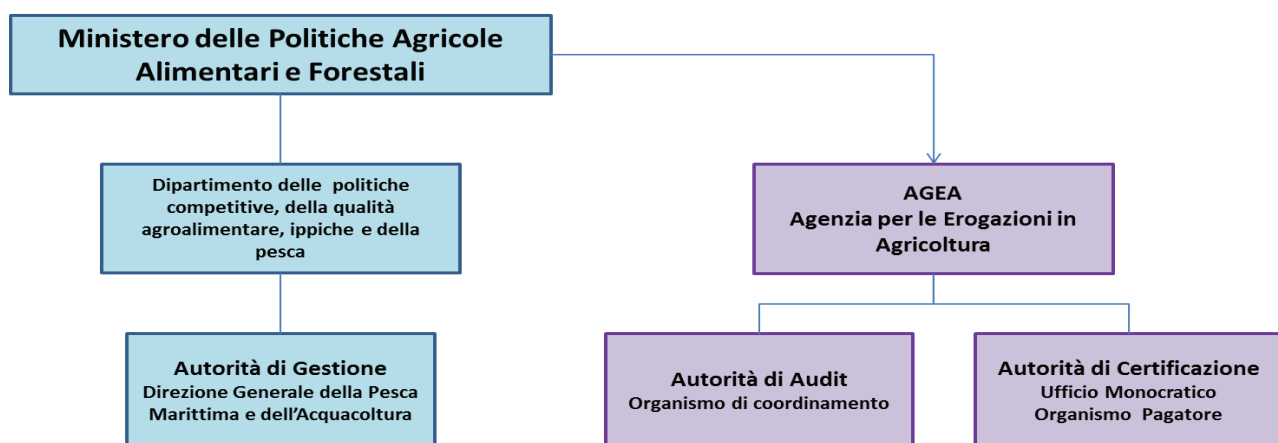 Ministero delle Politiche Agricole
Alimentari e Forestali
Dipartimento delle politiche
competitive, della qualità
agroalimentare, ippiche e della
pesca
AGEA
Agenzia per le Erogazioni in
Agricoltura
Autorità di Gestione
Direzione Generale della Pesca
Marittima e dell’Acquacoltura
Autorità di Audit
Organismo di coordinamento
Autorità di Certificazione
Ufficio Monocratico
Organismo Pagatore